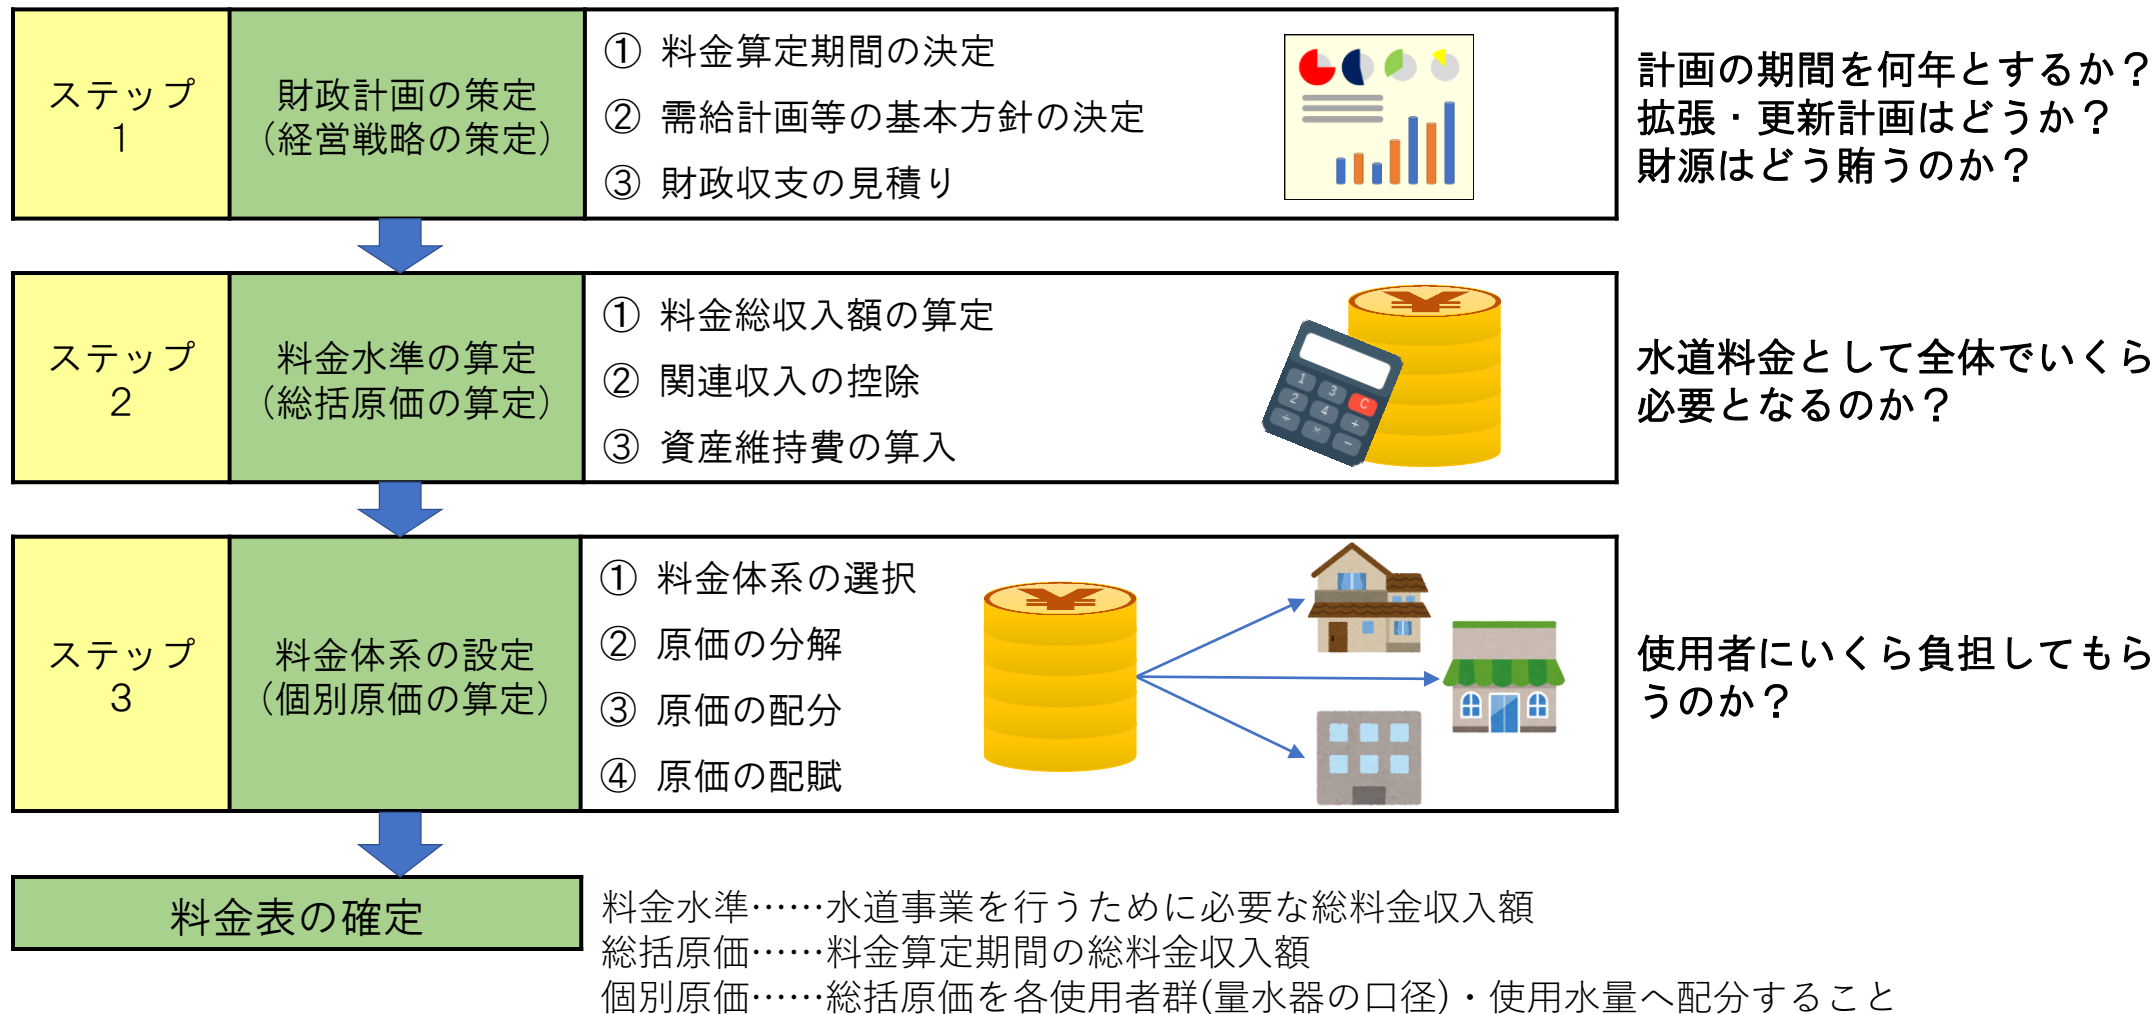 ステップ
1
財政計画の策定
（経営戦略の策定）
① 料金算定期間の決定
② 需給計画等の基本方針の決定
③ 財政収支の見積り
計画の期間を何年とするか？
拡張・更新計画はどうか？
財源はどう賄うのか？
ステップ
2
料金水準の算定
（総括原価の算定）
① 料金総収入額の算定
② 関連収入の控除
③ 資産維持費の算入
¥
1 3 C
2 4 +
÷ × −
水道料金として全体でいくら
必要となるのか？
ステップ
3
料金体系の設定
（個別原価の算定）
① 料金体系の選択
② 原価の分解
③ 原価の配分
④ 原価の配賦
¥
使用者にいくら負担してもら
うのか？
料金表の確定
料金水準……水道事業を行うために必要な総料金収入額
総括原価……料金算定期間の総料金収入額
個別原価……総括原価を各使用者群(量水器の口径)・使用水量へ配分すること